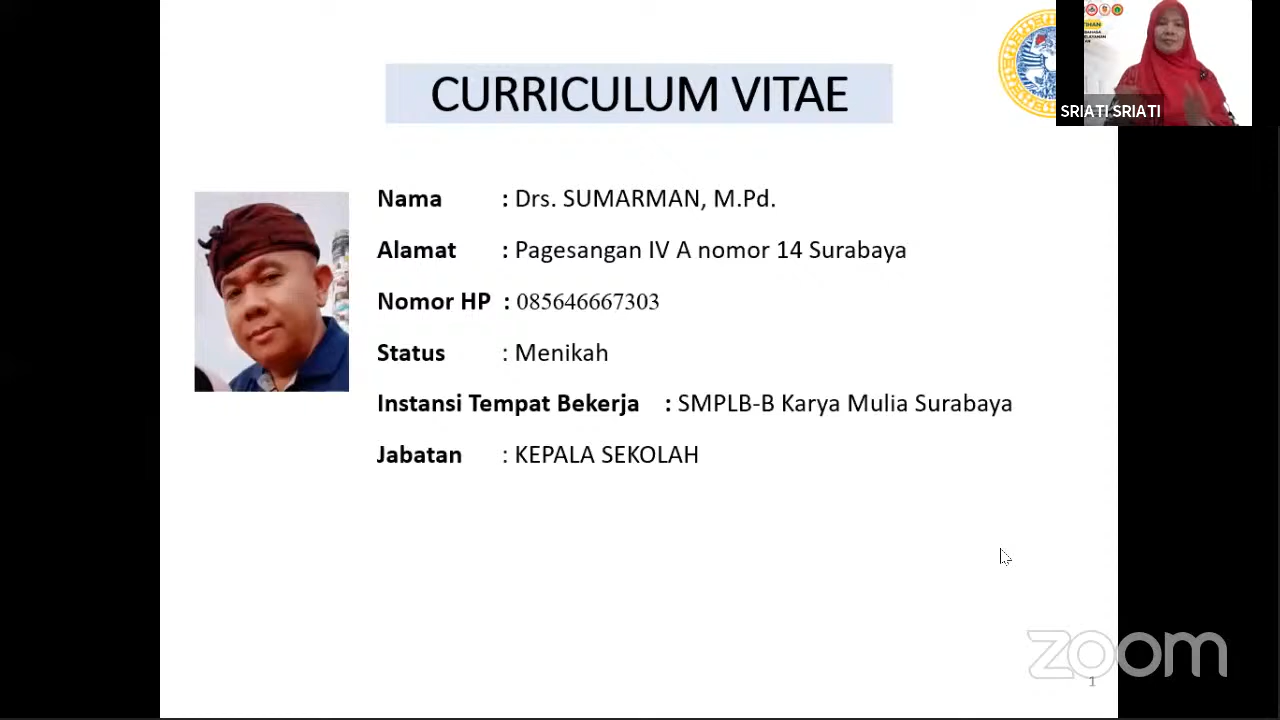 CURRICULUM VITAE
SRIATI SRIATI
Nama : Drs. SUMARMAN, M.Pd.
Alamat : Pagesangan IV A nomor 14 Surabaya
Nomor HP : 085646667303
Status : Menikah
Instansi Tempat Bekerja : SMPLB-B Karya Mulia Surabaya
Jabatan : KEPALA SEKOLAH
zoom
1